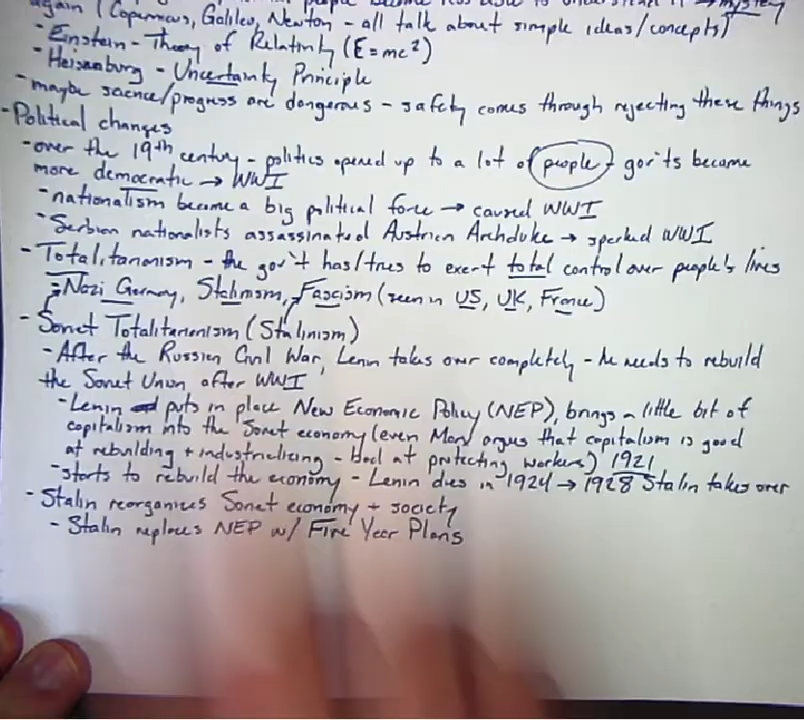 again (Copernicus, Galileo, Newton - all talk about simple ideas/concepts)
- Einstein - Theory of Relativity (E=mc²)
- Heisenburg - Uncertainty Principle
- maybe science/progress are dangerous - safety comes through rejecting these things
- Political changes
- over the 19th century - politics opened up to a lot of people + gov'ts became
more democratic → WWI
- nationalism became a big political force → caused WWI
- Serbian nationalists assassinated Austrian Archduke → sparked WWI
- Totalitarianism - the gov't has/tries to exert total control over people's lives
- Nazi Germany, Stalinism, Fascism (seen in US, UK, France)
- Soviet Totalitarianism (Stalinism)
- After the Russian Civil War, Lenin takes over completely - he needs to rebuild
the Soviet Union after WWI
- Lenin puts in place New Economic Policy (NEP), brings a little bit of
capitalism into the Soviet economy (even Marx argues that capitalism is good
at rebuilding + industrializing - bad at protecting workers) 1921
- starts to rebuild the economy - Lenin dies in 1924 → 1928 Stalin takes over
- Stalin reorganizes Soviet economy + society
- Stalin replaces NEP w/ Five Year Plans